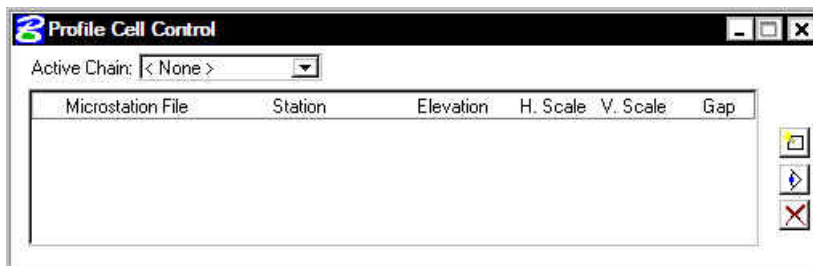 Profile Cell Control
Active Chain: < None >
Microstation File Station Elevation H. Scale V. Scale Gap